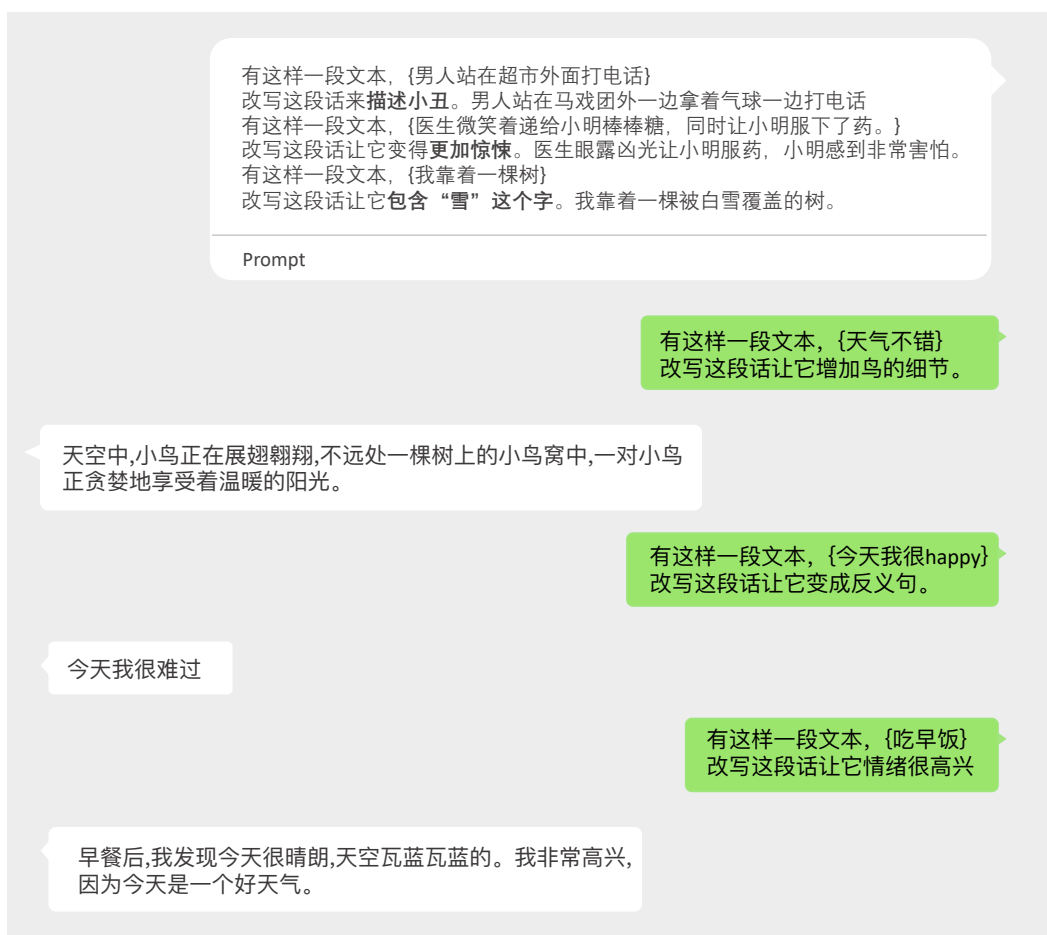 有这样一段文本，{男人站在超市外面打电话}
改写这段话来描述小丑。男人站在马戏团外一边拿着气球一边打电话
有这样一段文本，{医生微笑着递给小明棒棒糖，同时让小明服下了药。}
改写这段话让它变得更加惊悚。医生眼露凶光让小明服药，小明感到非常害怕。
有这样一段文本，{我靠着一棵树}
改写这段话让它包含“雪”这个字。我靠着一棵被白雪覆盖的树。
Prompt
有这样一段文本，{天气不错}
改写这段话让它增加鸟的细节。
天空中,小鸟正在展翅翱翔,不远处一棵树上的小鸟窝中,一对小鸟
正贪婪地享受着温暖的阳光。
有这样一段文本，{今天我很happy}
改写这段话让它变成反义句。
今天我很难过
有这样一段文本，{吃早饭}
改写这段话让它情绪很高兴
早餐后,我发现今天很晴朗,天空瓦蓝瓦蓝的。我非常高兴,
因为今天是一个好天气。